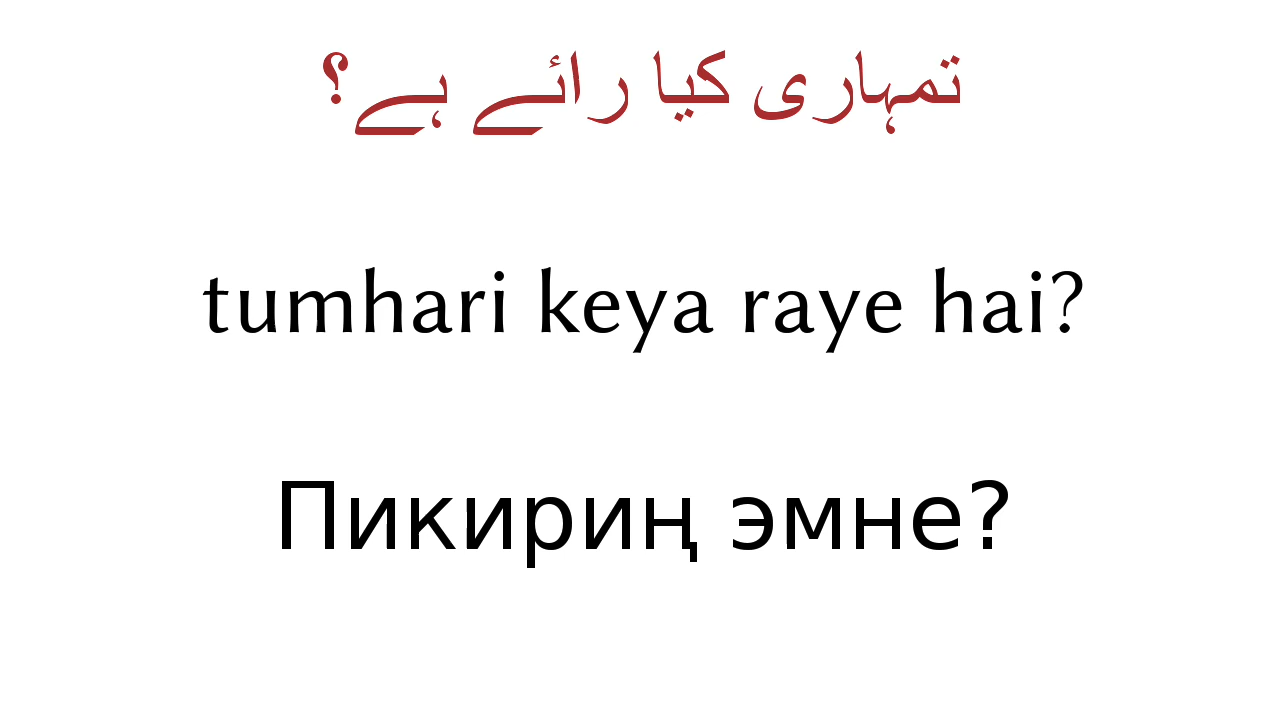 تمہاری کیا رائے ہے؟
tumhari keya raye hai?
Пикириң эмне?